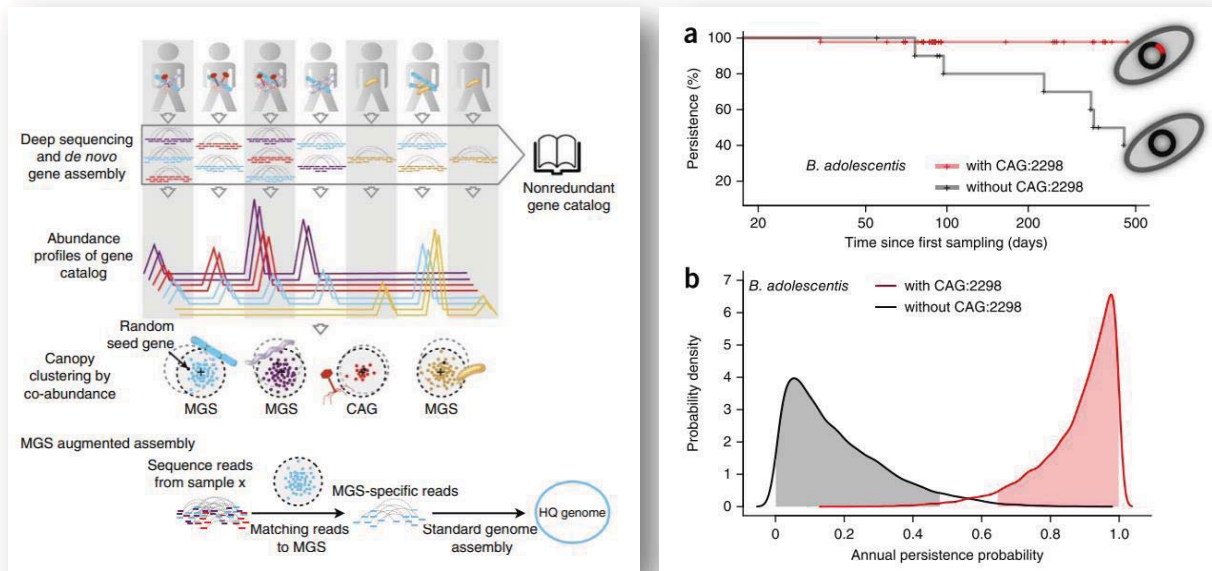 Deep sequencing
and de novo
gene assembly
Nonredundant
gene catalog
Abundance
profiles of gene
catalog
Random
seed gene
Canopy
clustering by
co-abundance
MGS
MGS
CAG
MGS
MGS augmented assembly
Sequence reads
from sample x
MGS-specific reads
Matching reads
to MGS
Standard genome
assembly
HQ genome
a
Persistence (%)
100
80
60
40
20
B. adolescentis
with CAG:2298
without CAG:2298
20
50
100
200
500
Time since first sampling (days)
b
Probability density
7
6
5
4
3
2
1
0
B. adolescentis
with CAG:2298
without CAG:2298
0
0.2
0.4
0.6
0.8
1.0
Annual persistence probability